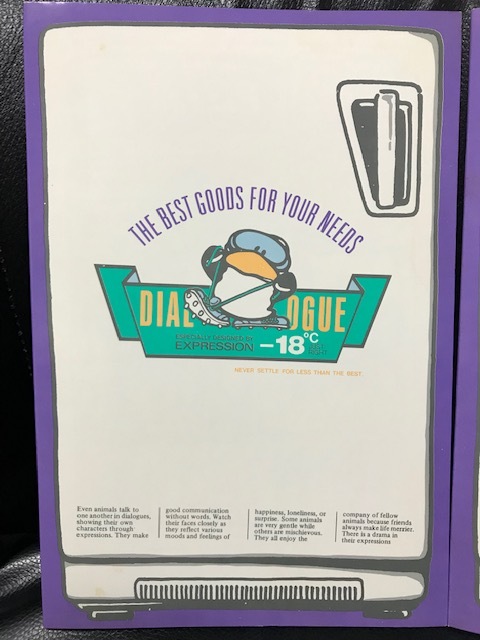 THE BEST GOODS FOR YOUR NEEDS
DIALOGUE
ESPECIALLY DESIGNED BY
EXPRESSION
-18°C
JUST
RIGHT
NEVER SETTLE FOR LESS THAN THE BEST.
Even animals talk to
one another in dialogues,
showing their own
characters through
expressions. They make
good communication
without words. Watch
their faces closely as
they reflect various
moods and feelings of
happiness, loneliness, or
surprise. Some animals
are very gentle while
others are mischievous.
They all enjoy the
company of fellow
animals because friends
always make life merrier.
There is a drama in
their expressions